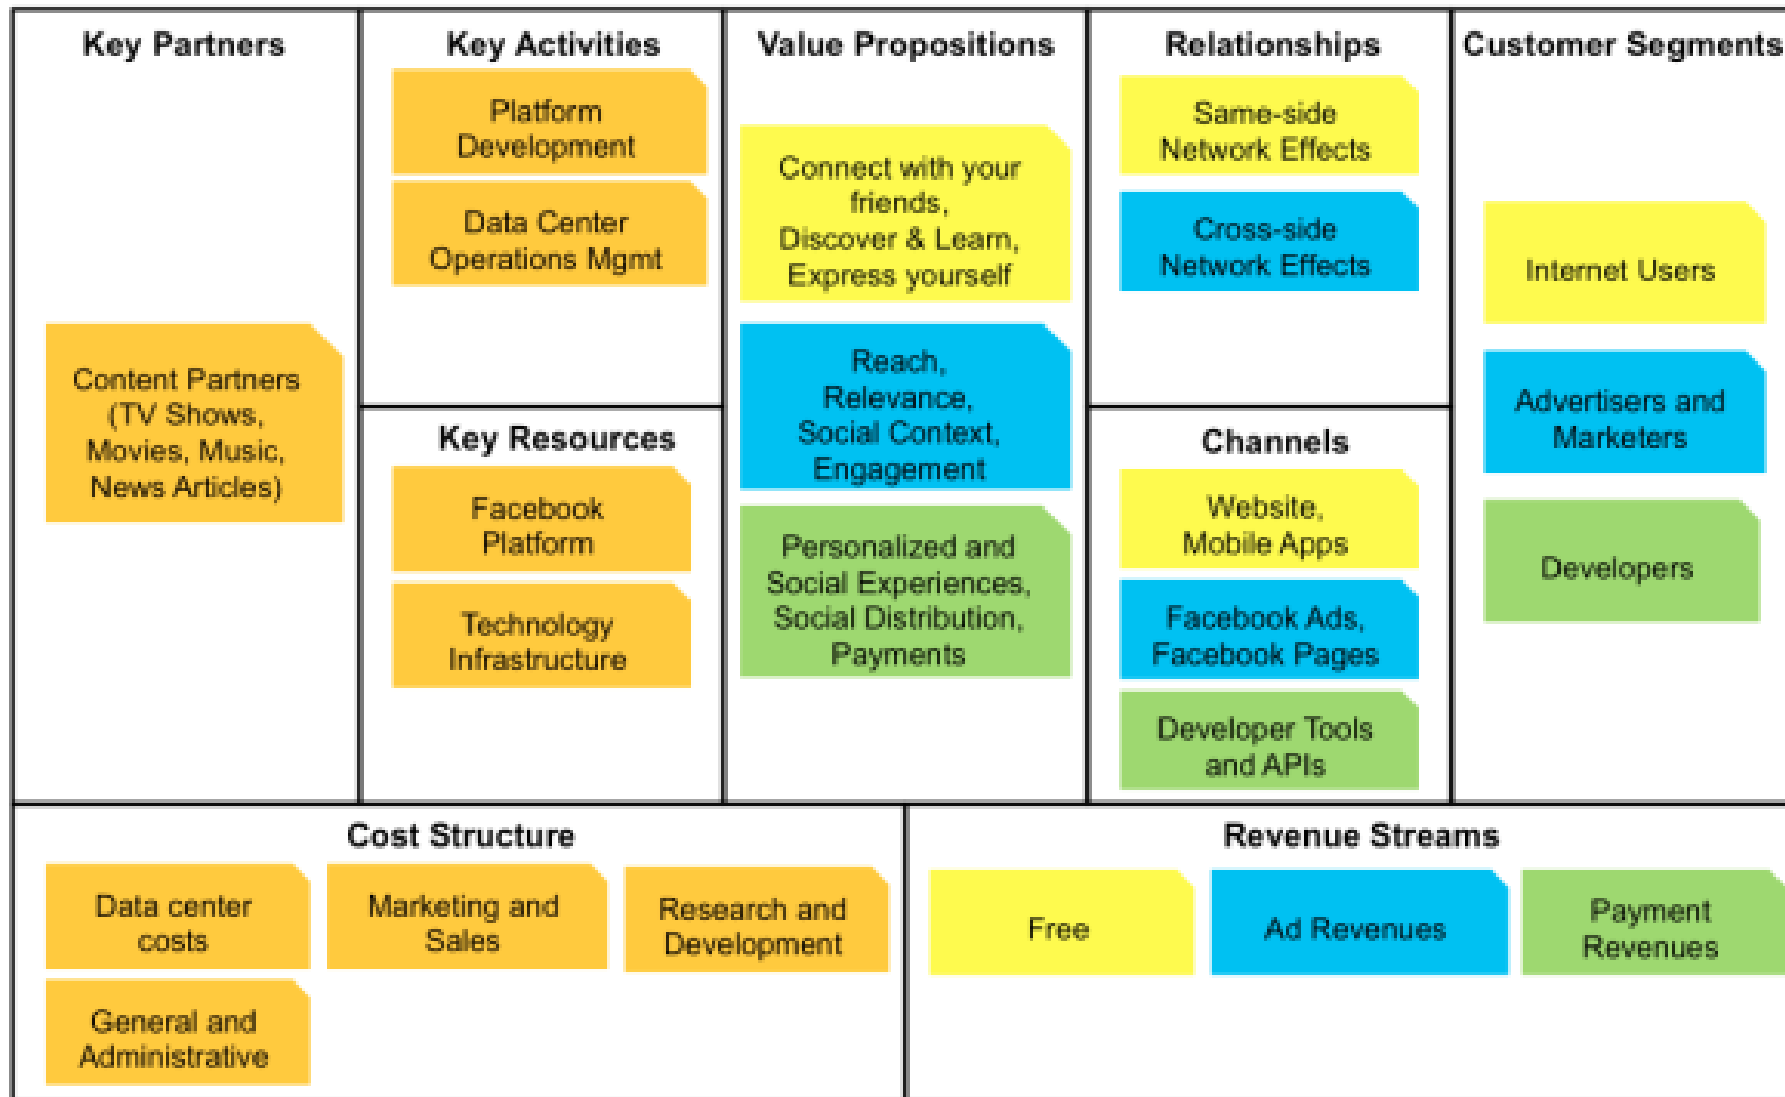 Key Partners
Content Partners
(TV Shows,
Movies, Music,
News Articles)
Key Activities
Platform
Development
Data Center
Operations Mgmt
Key Resources
Facebook
Platform
Technology
Infrastructure
Value Propositions
Connect with your
friends,
Discover & Learn,
Express yourself
Reach,
Relevance,
Social Context,
Engagement
Personalized and
Social Experiences,
Social Distribution,
Payments
Relationships
Same-side
Network Effects
Cross-side
Network Effects
Channels
Website,
Mobile Apps
Facebook Ads,
Facebook Pages
Developer Tools
and APIs
Customer Segments
Internet Users
Advertisers and
Marketers
Developers
Cost Structure
Data center
costs
Marketing and
Sales
Research and
Development
General and
Administrative
Revenue Streams
Free
Ad Revenues
Payment
Revenues